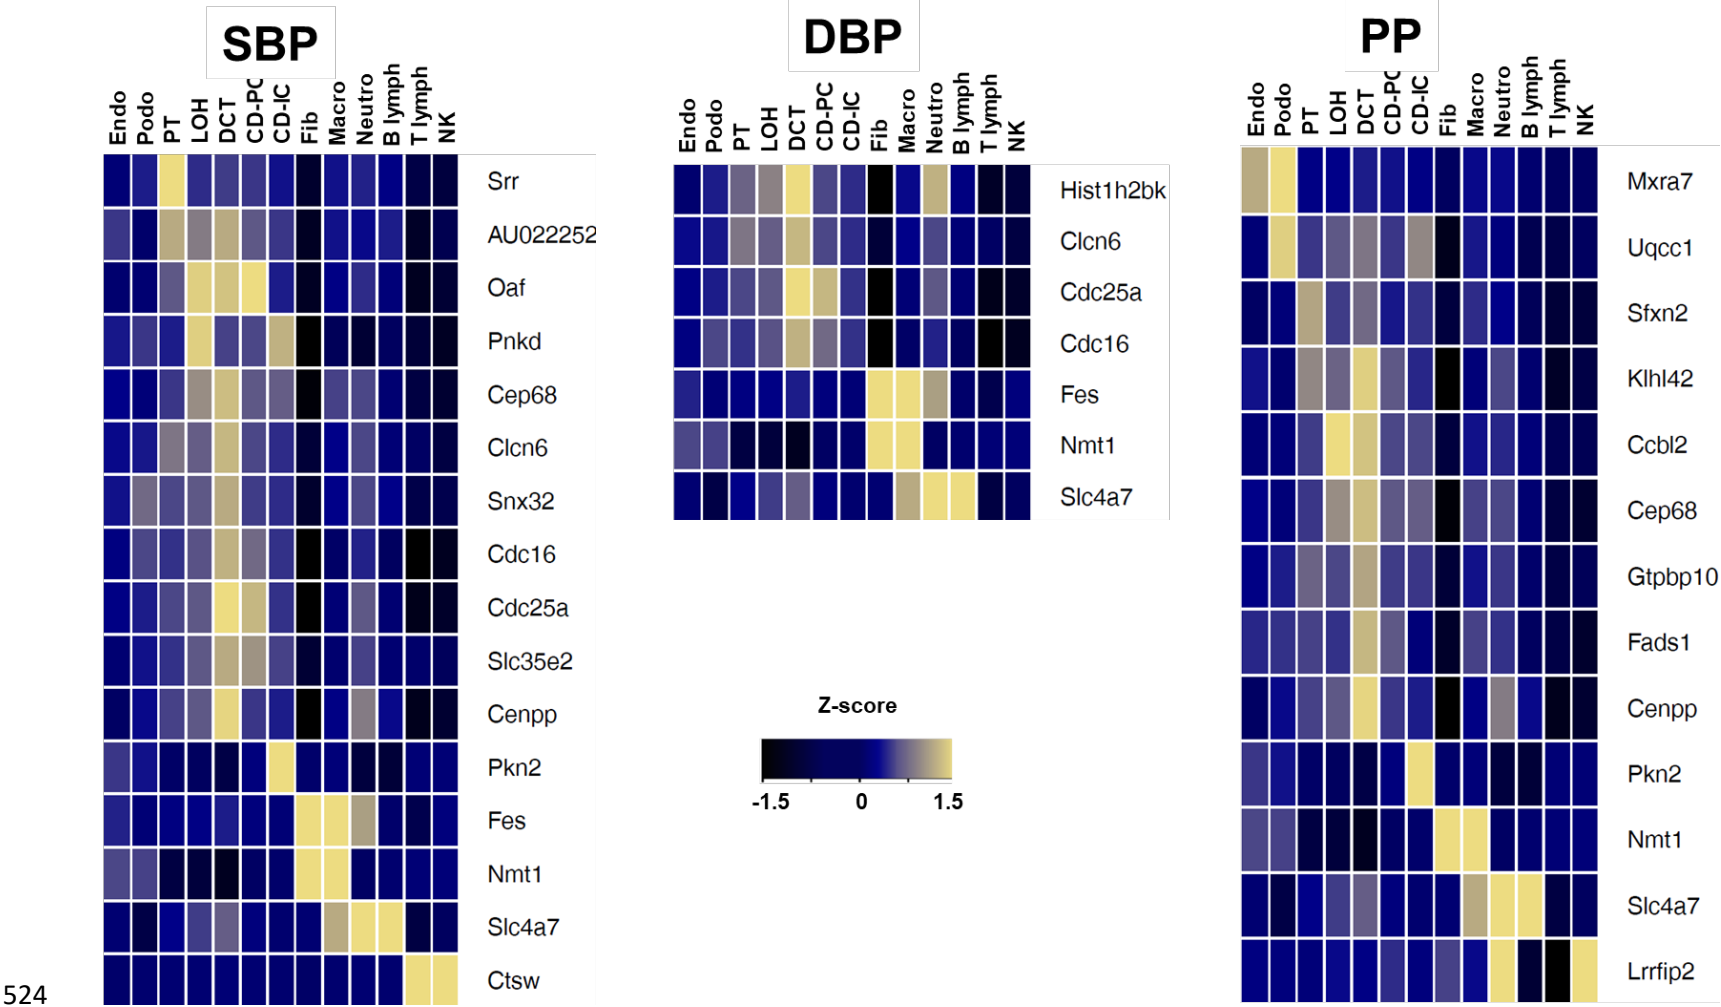 SBP
Endo Podo PT LOH DCT CD-PC CD-IC Fib Macro Neutro B lymph T lymph NK
Srr
AU022252
Oaf
Pnkd
Cep68
Clcn6
Snx32
Cdc16
Cdc25a
Slc35e2
Cenpp
Pkn2
Fes
Nmt1
Slc4a7
Ctsw
DBP
Endo Podo PT LOH DCT CD-PC CD-IC Fib Macro Neutro B lymph T lymph NK
Hist1h2bk
Clcn6
Cdc25a
Cdc16
Fes
Nmt1
Slc4a7
Z-score
-1.5 0 1.5
PP
Endo Podo PT LOH DCT CD-PC CD-IC Fib Macro Neutro B lymph T lymph NK
Mxra7
Uqcc1
Sfxn2
Klhl42
Ccbl2
Cep68
Gtpbp10
Fads1
Cenpp
Pkn2
Nmt1
Slc4a7
Lrrfip2
524